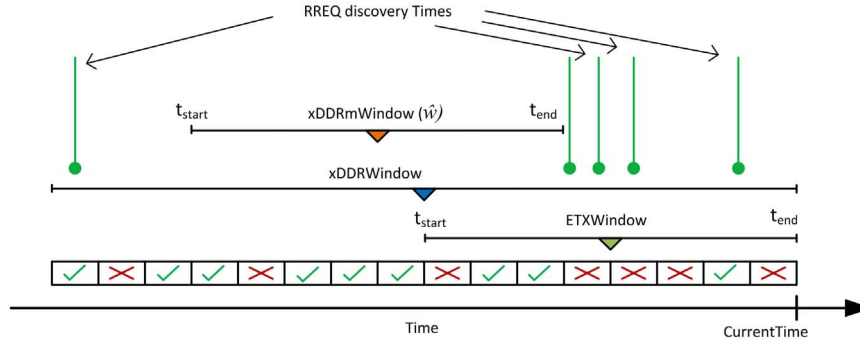 RREQ discovery Times
t_start xDDRmWindow (ŵ) t_end
xDDRWindow
t_start ETXWindow t_end
Time
CurrentTime